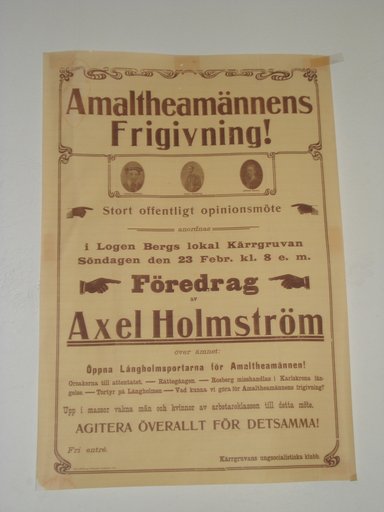 Amaltheamännens
Frigivning!
Stort offentligt opinionsmöte
anordnas
i Logen Bergs lokal Kärrgruvan
Söndagen den 23 Febr. kl. 8 e. m.
Föredrag
av
Axel Holmström
över ämnet:
Öppna Långholmsportarna för Amaltheamännen!
Orsakerna till attentatet. — Rättegången. — Rosberg misshandlas i Karlskrona fän-
gelse. — Tortyr på Långholmen — Vad kunna vi göra för Amaltheamännens frigivning?
Upp i massor vakna män och kvinnor av arbetareklassen till detta möte.
AGITERA ÖVERALLT FÖR DETSAMMA!
Fri entré.
Kärrgruvans ungsocialistiska klubb.